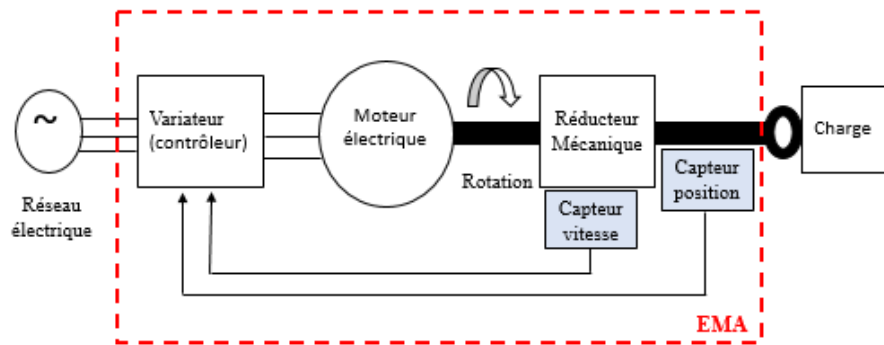 ~
Réseau
électrique
Variateur
(contrôleur)
Moteur
électrique
Rotation
Réducteur
Mécanique
Capteur
vitesse
Capteur
position
Charge
EMA